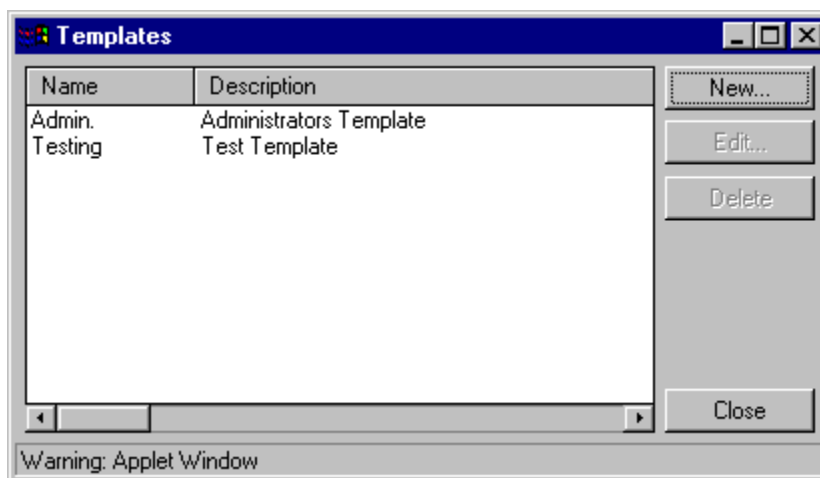 Templates
Name Description New...
Admin. Administrators Template
Testing Test Template Edit...
Delete
Close
Warning: Applet Window